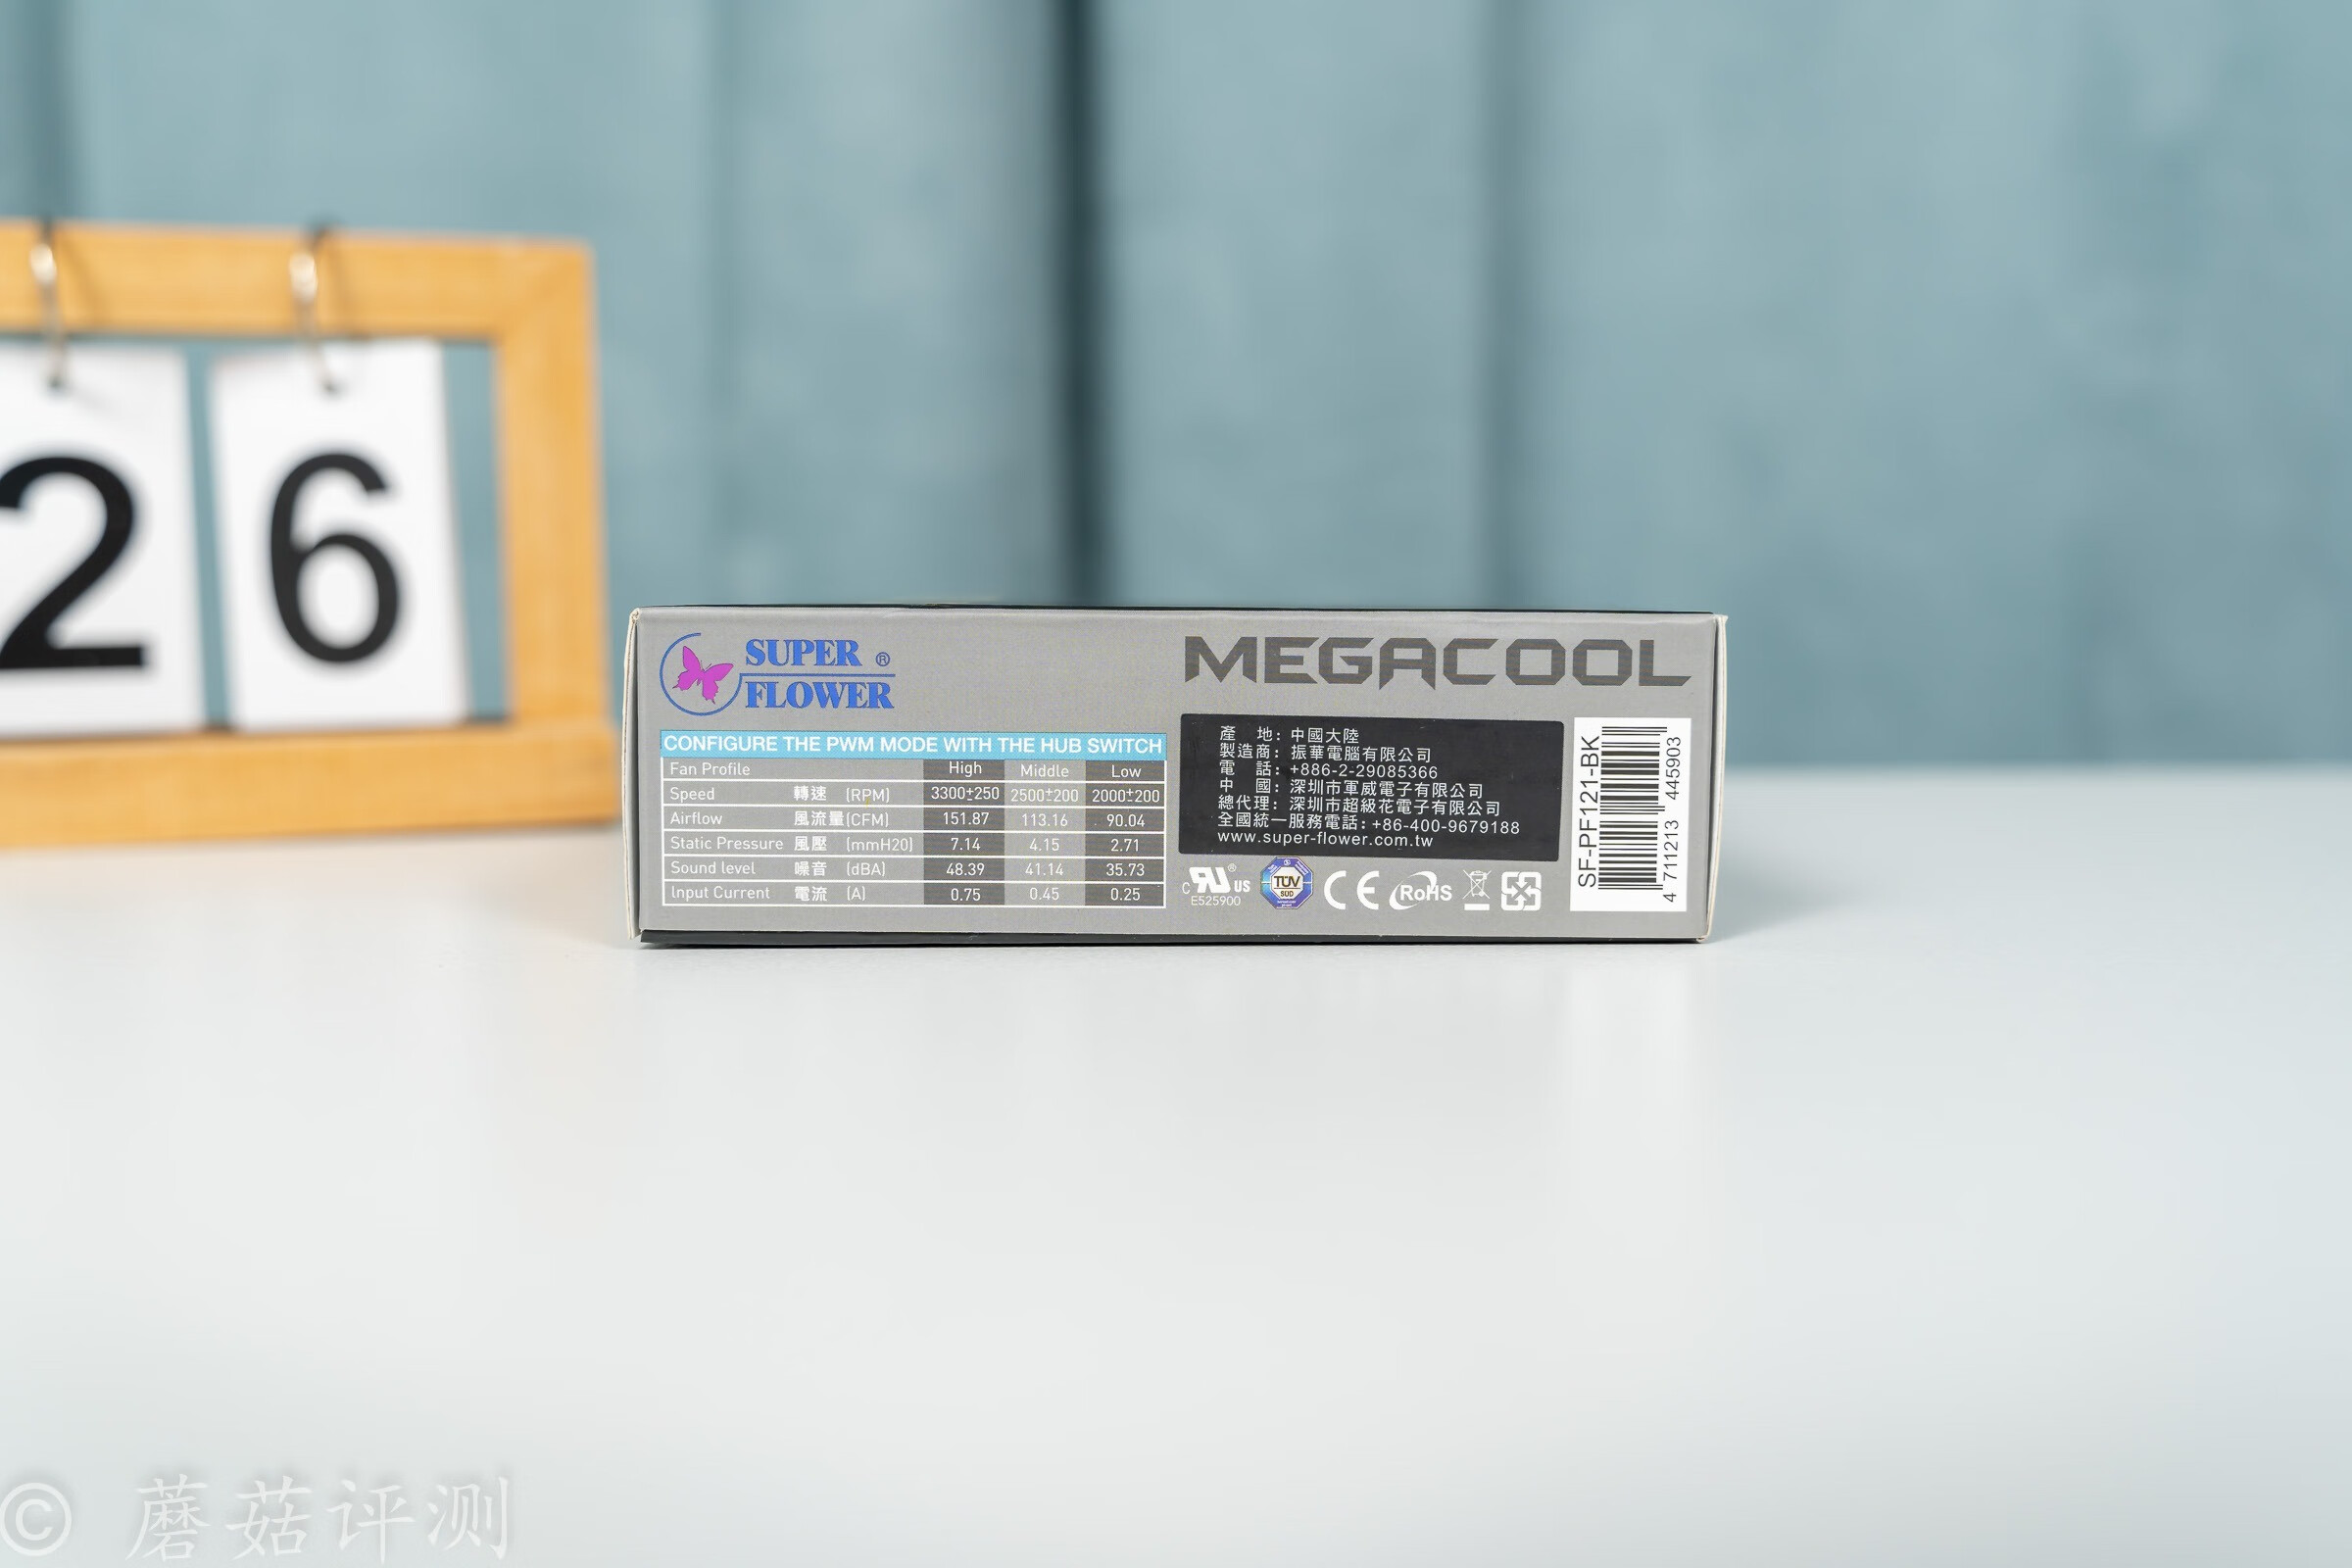 26
SUPER ®
FLOWER
MEGACOOL
CONFIGURE THE PWM MODE WITH THE HUB SWITCH
Fan Profile High Middle Low
Speed 轉速 (RPM) 3300±250 2500±200 2000±200
Airflow 風流量(CFM) 151.87 113.16 90.04
Static Pressure 風壓 (mmH20) 7.14 4.15 2.71
Sound level 噪音 (dBA) 48.39 41.14 35.73
Input Current 電流 (A) 0.75 0.45 0.25
產 地: 中國大陸
製造商: 振華電腦有限公司
電 話: +886-2-29085366
中 國: 深圳市軍威電子有限公司
總代理: 深圳市超級花電子有限公司
全國統一服務電話: +86-400-9679188
www.super-flower.com.tw
c RU ® US
E525900
TÜV
SÜD
CE
RoHS
SF-PF121-BK
4 711213 445903
© 蘑菇评测